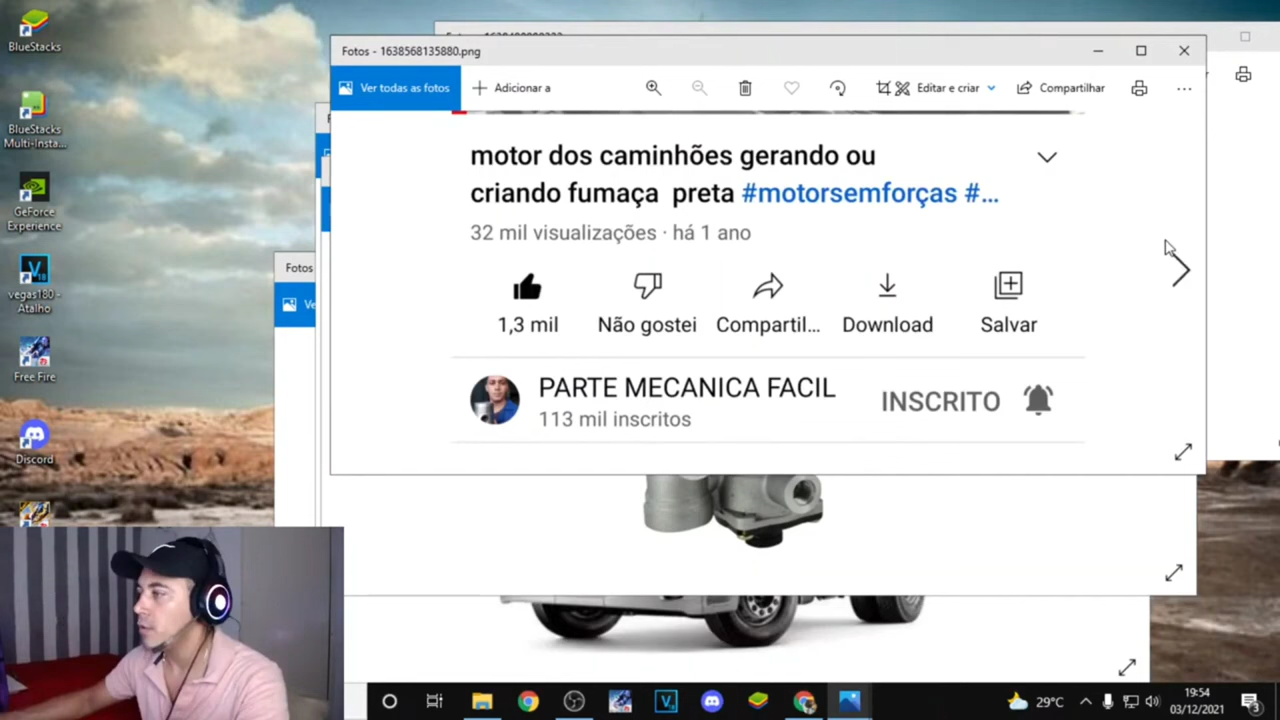 BlueStacks
BlueStacks
Multi-Insta...
GeForce
Experience
vegas180 -
Atalho
Free Fire
Discord
Fotos - 1638568135880.png
Ver todas as fotos
Adicionar a
Editar e criar
Compartilhar
motor dos caminhões gerando ou
criando fumaça preta #motorsemforças #...
32 mil visualizações · há 1 ano
1,3 mil
Não gostei
Compartil...
Download
Salvar
PARTE MECANICA FACIL
113 mil inscritos
INSCRITO
Fotos
Ve
29°C
19:54
03/12/2021
3